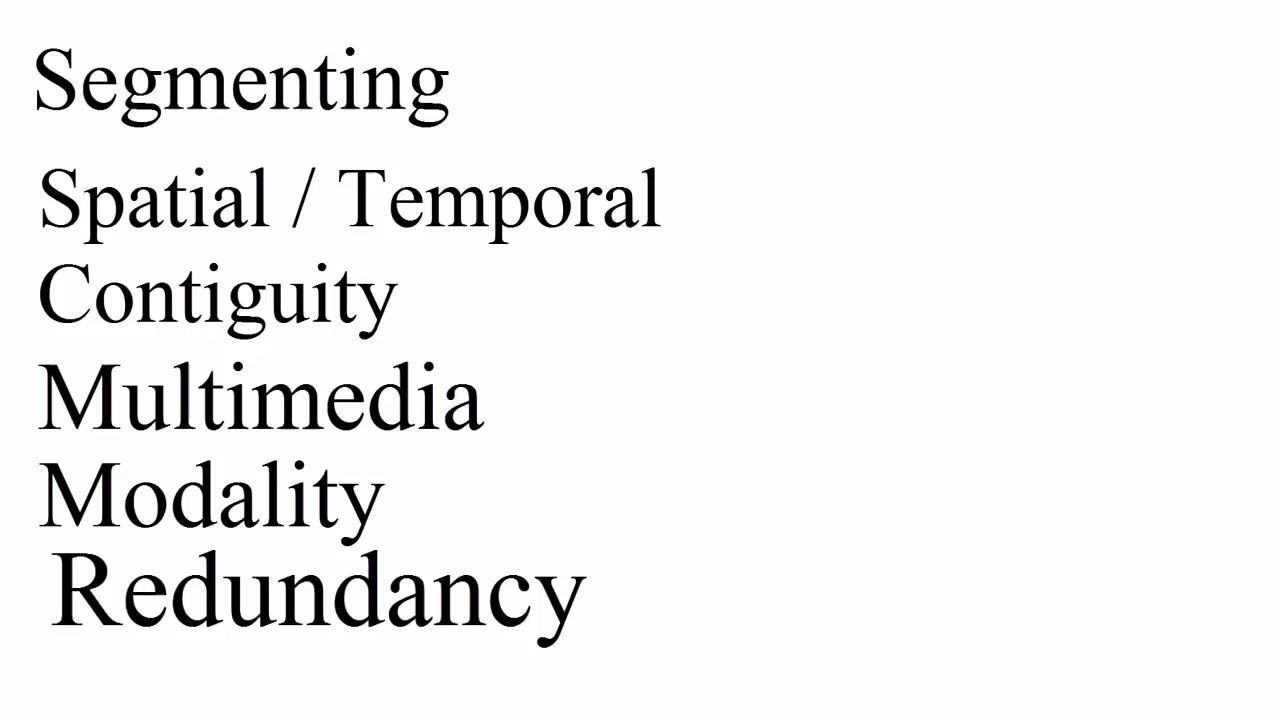 Segmenting
Spatial / Temporal
Contiguity
Multimedia
Modality
Redundancy